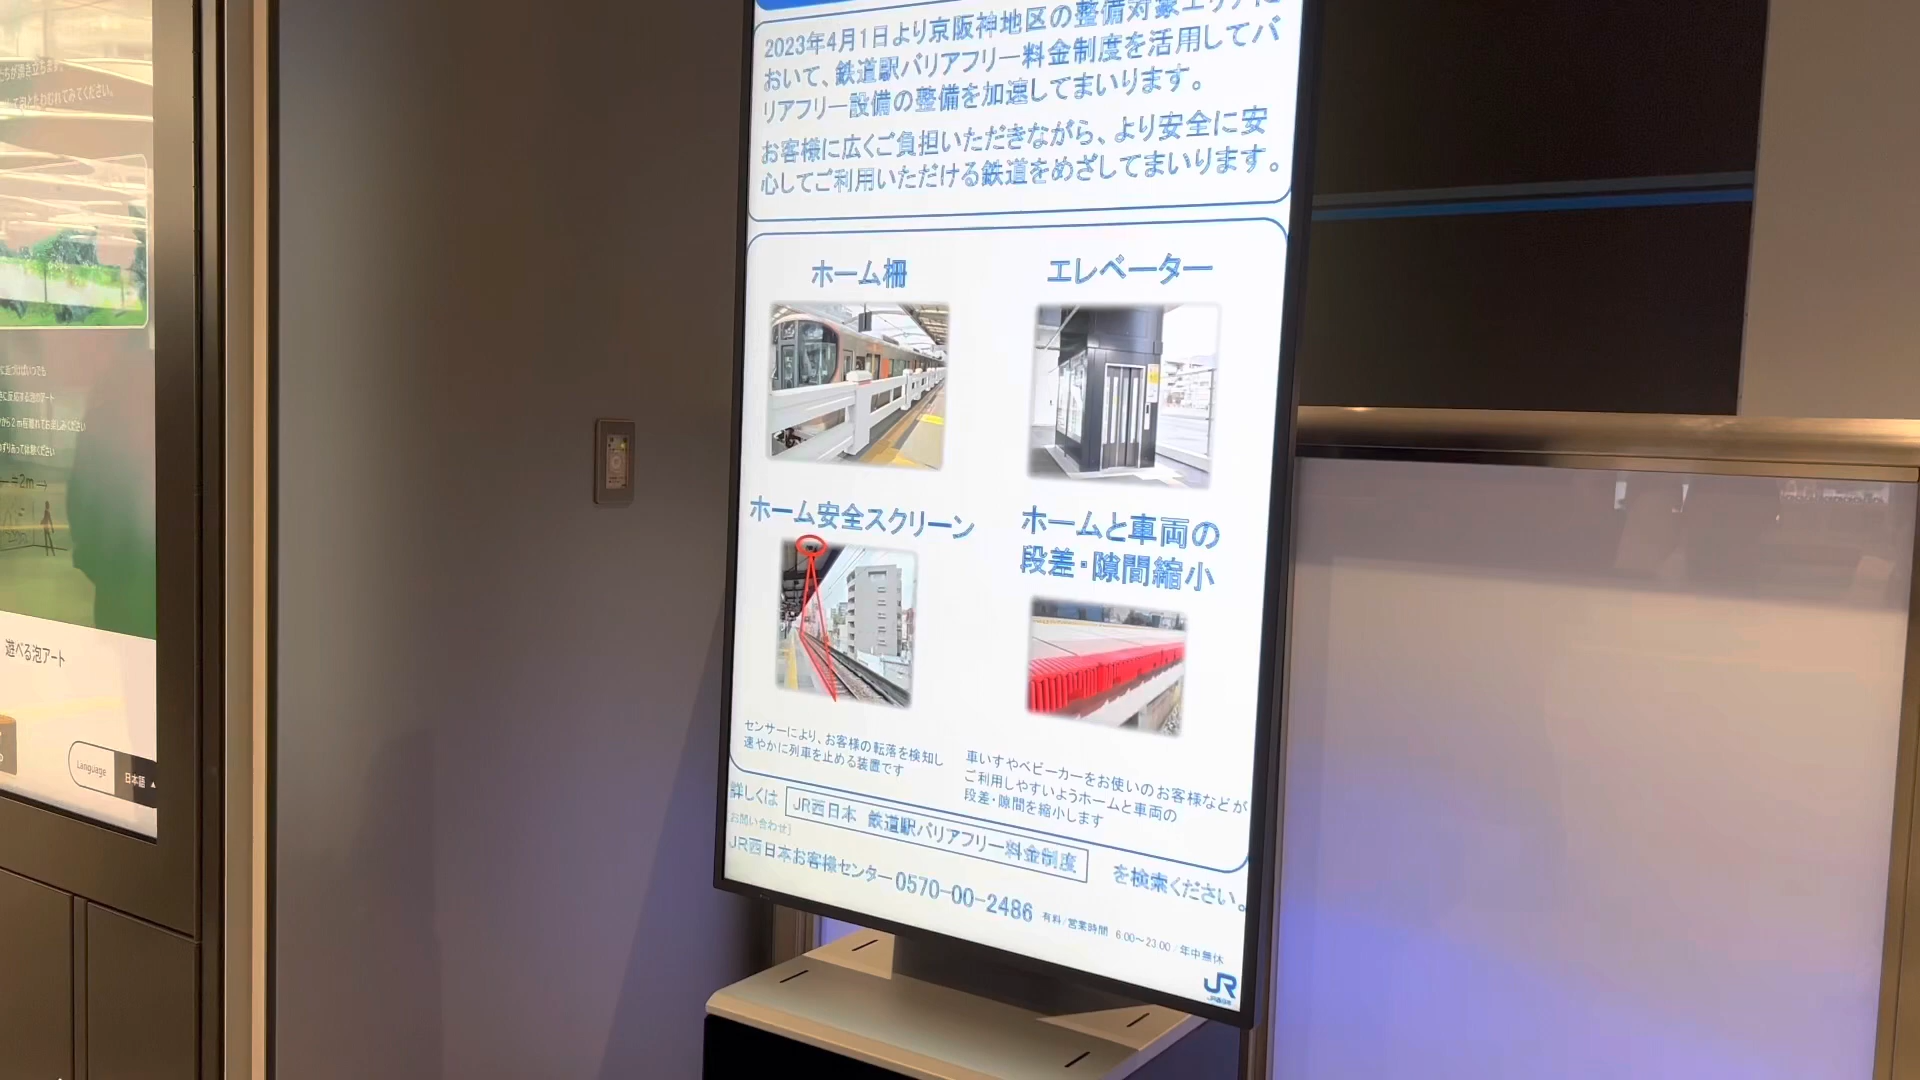 2023年4月1日より京阪神地区の整備対象エリアに
おいて、鉄道駅バリアフリー料金制度を活用してバ
リアフリー設備の整備を加速してまいります。
お客様に広くご負担いただきながら、より安全に安
心してご利用いただける鉄道をめざしてまいります。
ホーム柵
エレベーター
ホーム安全スクリーン
ホームと車両の
段差・隙間縮小
センサーにより、お客様の転落を検知し
速やかに列車を止める装置です
車いすやベビーカーをお使いのお客様などが
ご利用しやすいようホームと車両の
段差・隙間を縮小します
詳しくは JR西日本 鉄道駅バリアフリー料金制度 を検索ください。
お問い合わせ]
JR西日本お客様センター 0570-00-2486 有料/営業時間 6:00～23:00/年中無休
JR
JR西日本
遊べる泡アート
Language 日本語 ▲
2m